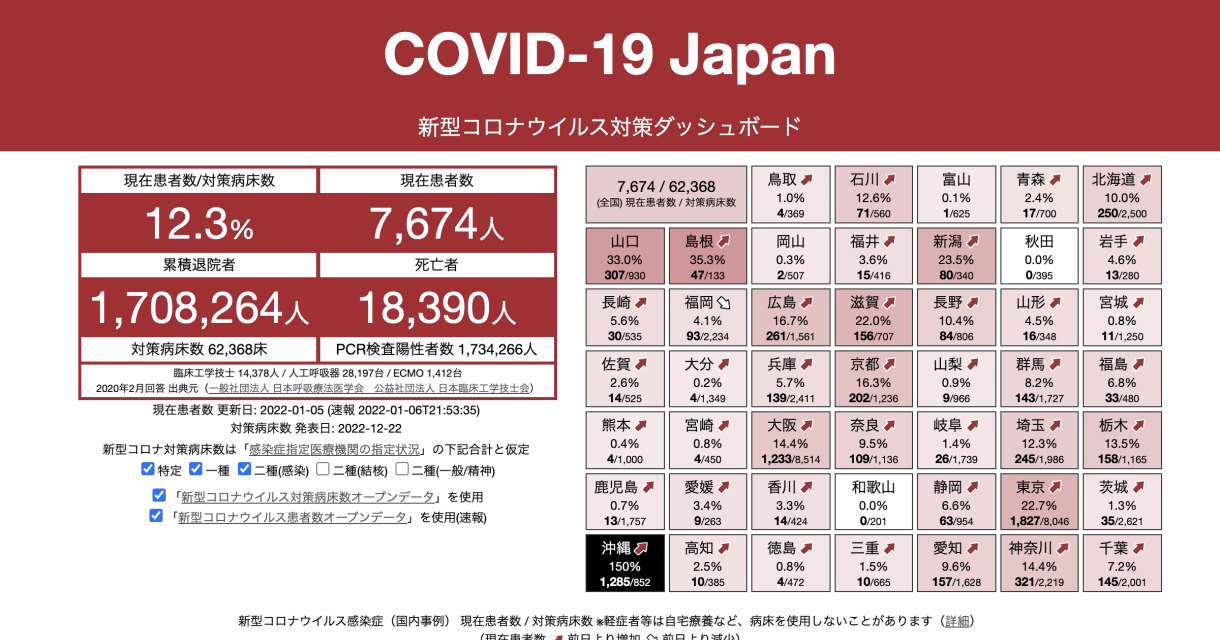 COVID-19 Japan
新型コロナウイルス対策ダッシュボード
現在患者数/対策病床数
現在患者数
12.3%
7,674人
累積退院者
死亡者
1,708,264人
18,390人
対策病床数 62,368床
PCR検査陽性者数 1,734,266人
臨床工学技士 14,378人 / 人工呼吸器 28,197台 / ECMO 1,412台
2020年2月回答 出典元（一般社団法人 日本呼吸療法医学会　公益社団法人 日本臨床工学技士会）
現在患者数 更新日: 2022-01-05 (速報 2022-01-06T21:53:35)
対策病床数 発表日: 2022-12-22
新型コロナ対策病床数は「感染症指定医療機関の指定状況」の下記合計と仮定
特定 一種 二種(感染) 二種(結核) 二種(一般/精神)
「新型コロナウイルス対策病床数オープンデータ」を使用
「新型コロナウイルス患者数オープンデータ」を使用(速報)
7,674 / 62,368
(全国) 現在患者数 / 対策病床数
鳥取
1.0%
4/369
石川
12.6%
71/560
富山
0.1%
1/625
青森
2.4%
17/700
北海道
10.0%
250/2,500
山口
33.0%
307/930
島根
35.3%
47/133
岡山
0.3%
2/507
福井
3.6%
15/416
新潟
23.5%
80/340
秋田
0.0%
0/395
岩手
4.6%
13/280
長崎
5.6%
30/535
福岡
4.1%
93/2,234
広島
16.7%
261/1,561
滋賀
22.0%
156/707
長野
10.4%
84/806
山形
4.5%
16/348
宮城
0.8%
11/1,250
佐賀
2.6%
14/525
大分
0.2%
4/1,349
兵庫
5.7%
139/2,411
京都
16.3%
202/1,236
山梨
0.9%
9/966
群馬
8.2%
143/1,727
福島
6.8%
33/480
熊本
0.4%
4/1,000
宮崎
0.8%
4/450
大阪
14.4%
1,233/8,514
奈良
9.5%
109/1,136
岐阜
1.4%
26/1,739
埼玉
12.3%
245/1,986
栃木
13.5%
158/1,165
鹿児島
0.7%
13/1,757
愛媛
3.4%
9/263
香川
3.3%
14/424
和歌山
0.0%
0/201
静岡
6.6%
63/954
東京
22.7%
1,827/8,046
茨城
1.3%
35/2,621
沖縄
150%
1,285/852
高知
2.5%
10/385
徳島
0.8%
4/472
三重
1.5%
10/665
愛知
9.6%
157/1,628
神奈川
14.4%
321/2,219
千葉
7.2%
145/2,001
新型コロナウイルス感染症（国内事例） 現在患者数 / 対策病床数 ※軽症者等は自宅療養など、病床を使用しないことがあります（詳細）
（現在患者数 前日より増加 前日より減少）